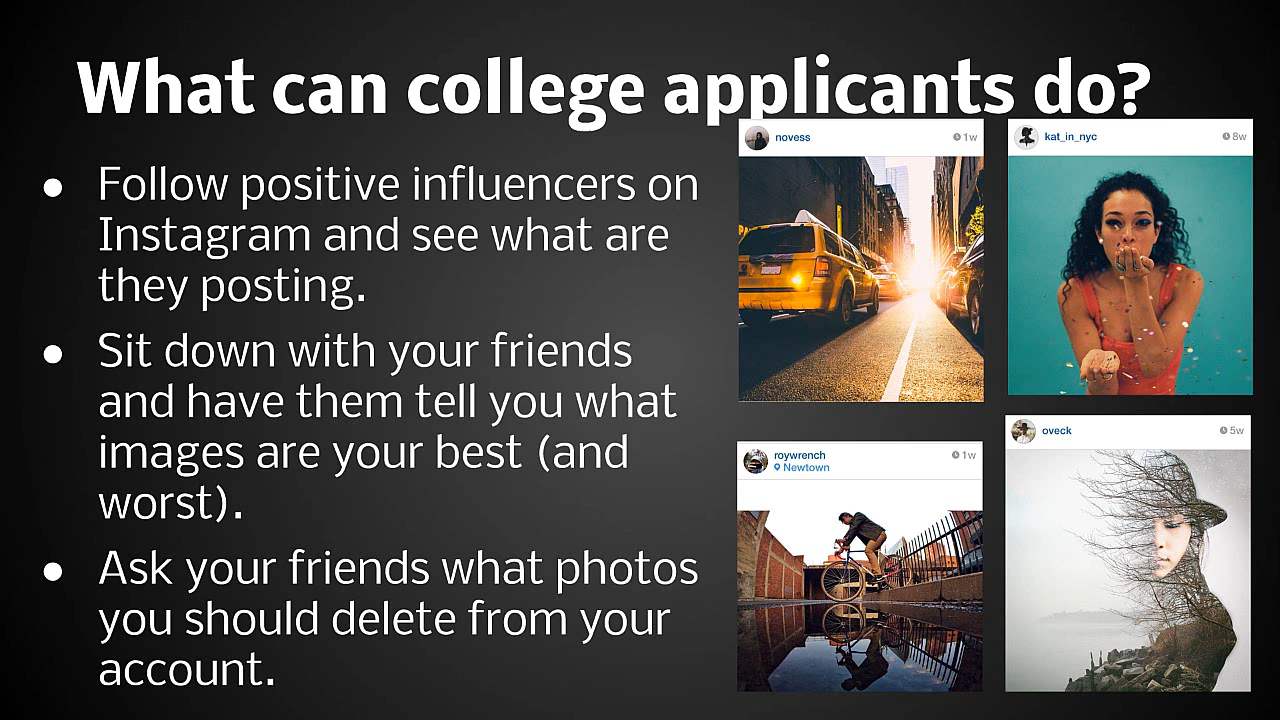 What can college applicants do?
● Follow positive influencers on
Instagram and see what are
they posting.
● Sit down with your friends
and have them tell you what
images are your best (and
worst).
● Ask your friends what photos
you should delete from your
account.
novess 1w
kat_in_nyc 8w
roywrench 1w
Newtown
oveck 5w